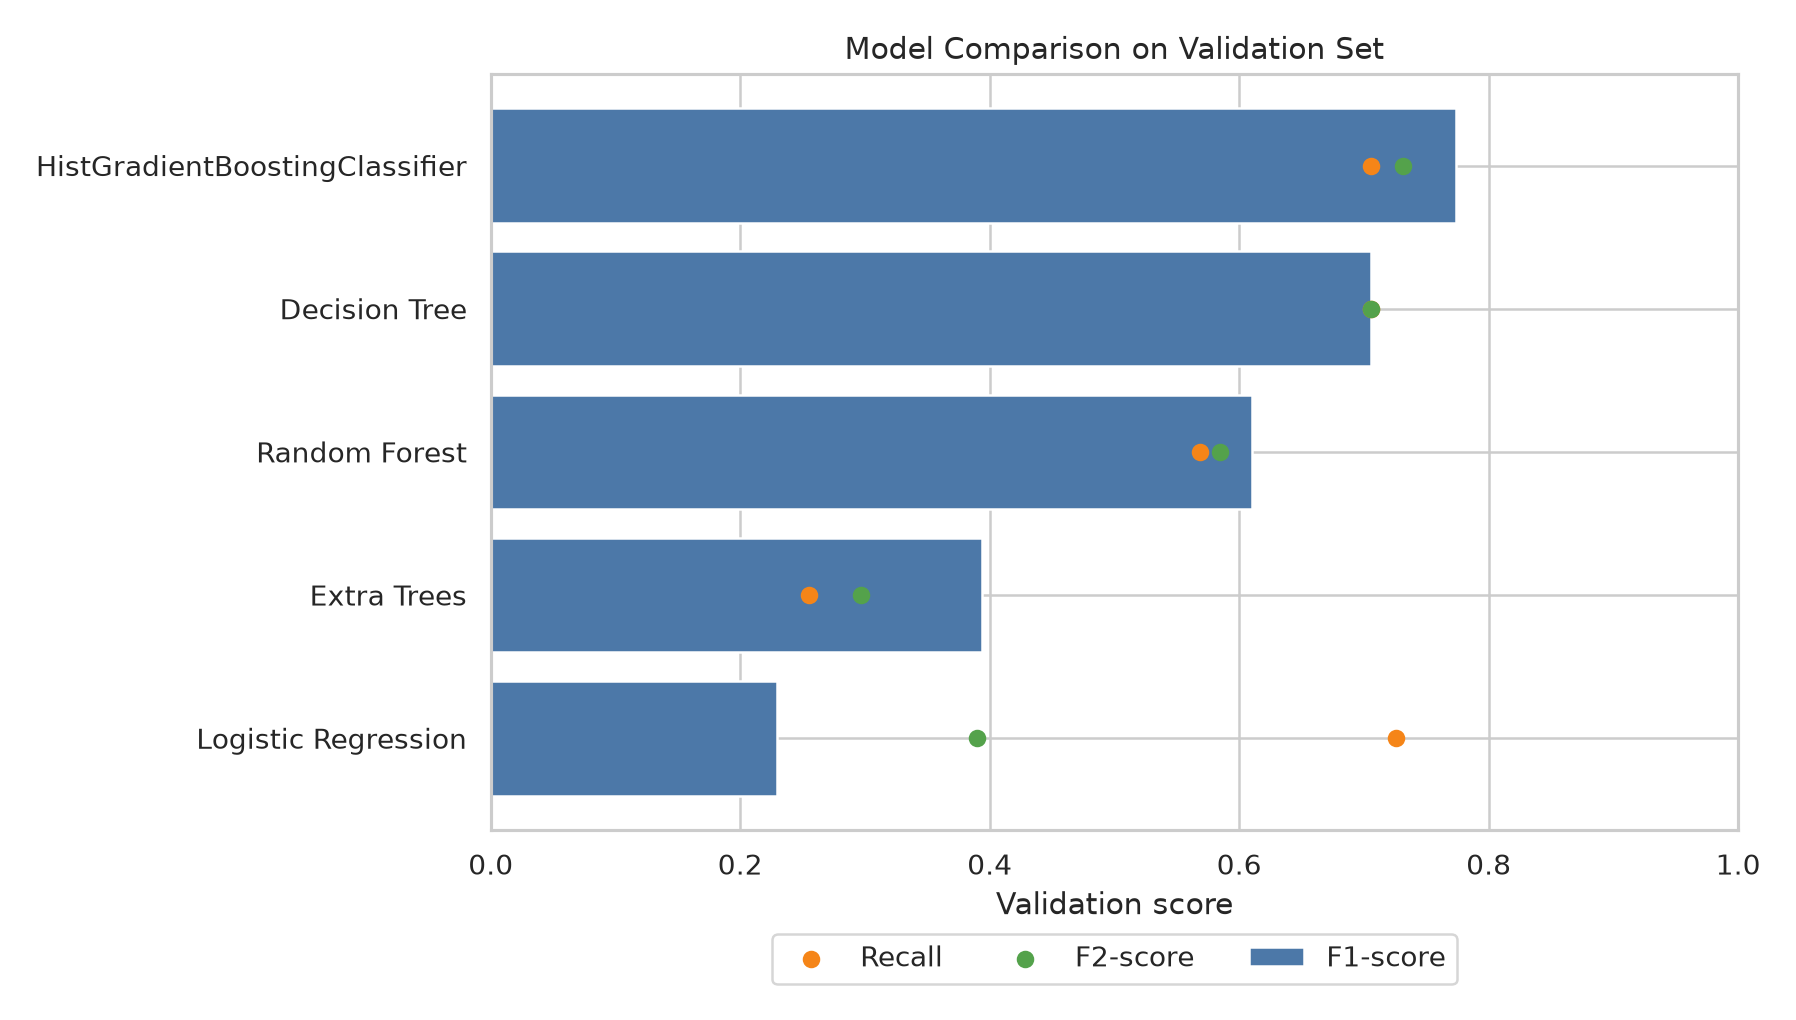 Model Comparison on Validation Set
HistGradientBoostingClassifier
Decision Tree
Random Forest
Extra Trees
Logistic Regression
0.0 0.2 0.4 0.6 0.8 1.0
Validation score
Recall F2-score F1-score